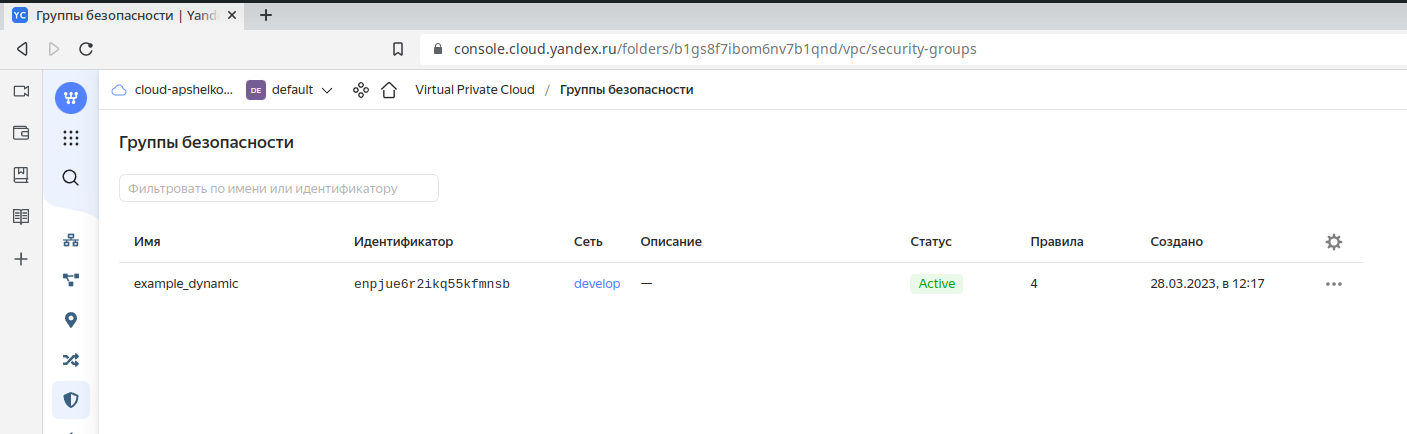 YC Группы безопасности | Yand
console.cloud.yandex.ru/folders/b1gs8f7ibom6nv7b1qnd/vpc/security-groups
cloud-apshelko... DE default Virtual Private Cloud / Группы безопасности
Группы безопасности
Фильтровать по имени или идентификатору
Имя Идентификатор Сеть Описание Статус Правила Создано
example_dynamic enpjue6r2ikq55kfmnsb develop — Active 4 28.03.2023, в 12:17